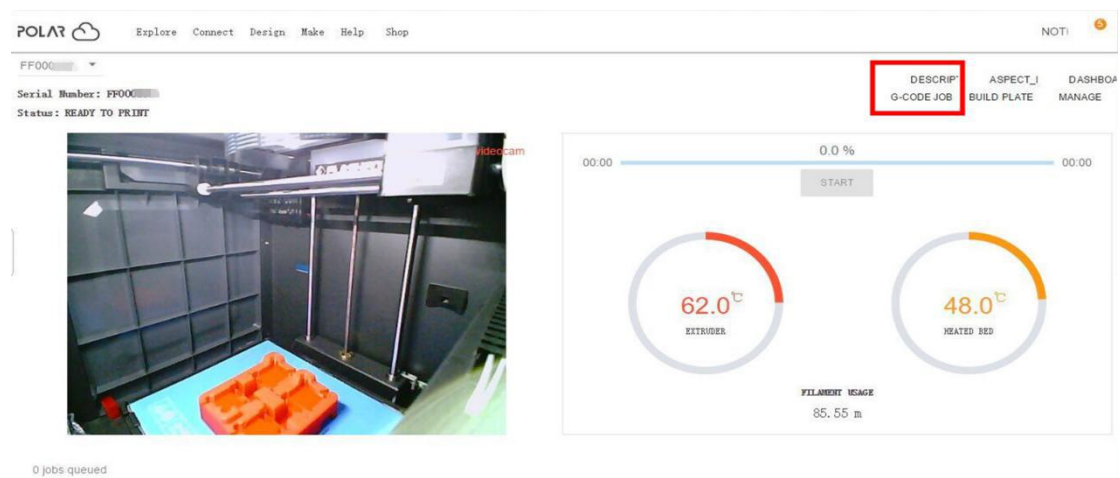 POLAR
Explore Connect Design Make Help Shop
NOTI
5
FF000
Serial Number: FF000
Status: READY TO PRINT
DESCRIPT ASPECT_I DASHBOA
G-CODE JOB BUILD PLATE MANAGE
videocam
0.0 %
00:00 00:00
START
62.0℃
EXTRUDER
48.0℃
HEATED BED
FILAMENT USAGE
85.55 m
0 jobs queued